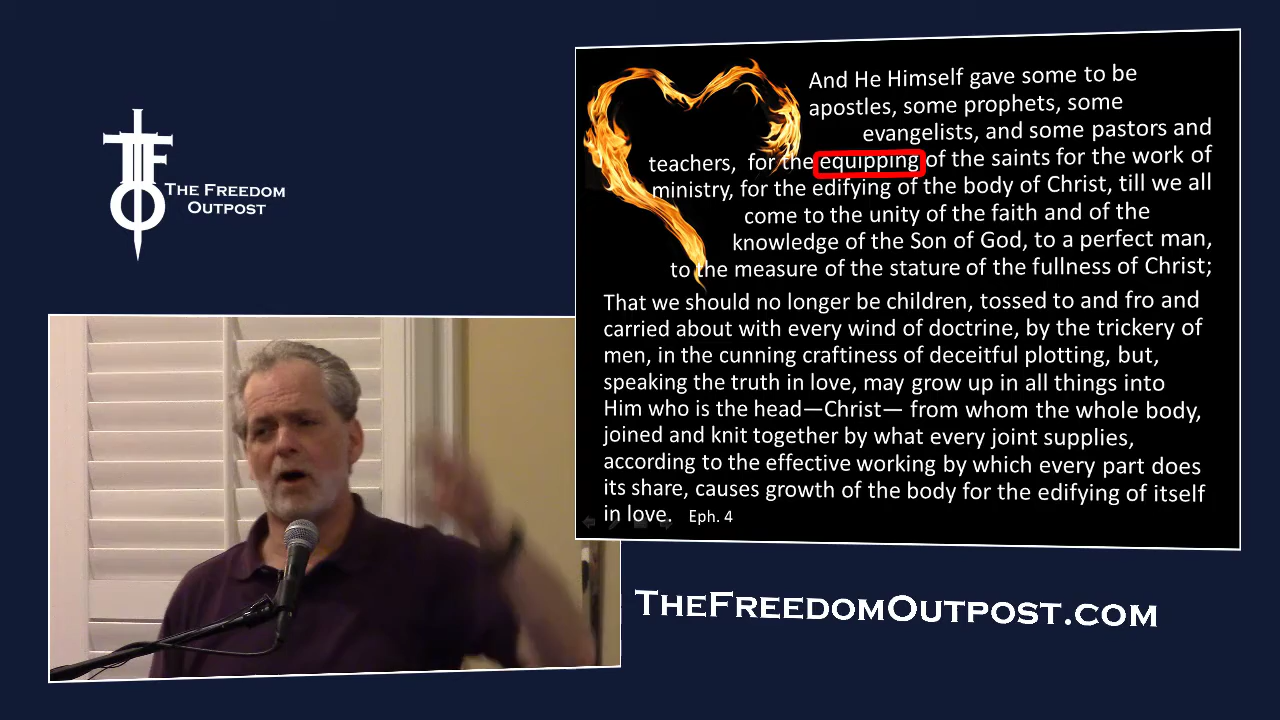 The Freedom
Outpost
And He Himself gave some to be
apostles, some prophets, some
evangelists, and some pastors and
teachers, for the equipping of the saints for the work of
ministry, for the edifying of the body of Christ, till we all
come to the unity of the faith and of the
knowledge of the Son of God, to a perfect man,
to the measure of the stature of the fullness of Christ;
That we should no longer be children, tossed to and fro and
carried about with every wind of doctrine, by the trickery of
men, in the cunning craftiness of deceitful plotting, but,
speaking the truth in love, may grow up in all things into
Him who is the head—Christ— from whom the whole body,
joined and knit together by what every joint supplies,
according to the effective working by which every part does
its share, causes growth of the body for the edifying of itself
in love. Eph. 4
TheFreedomOutpost.com